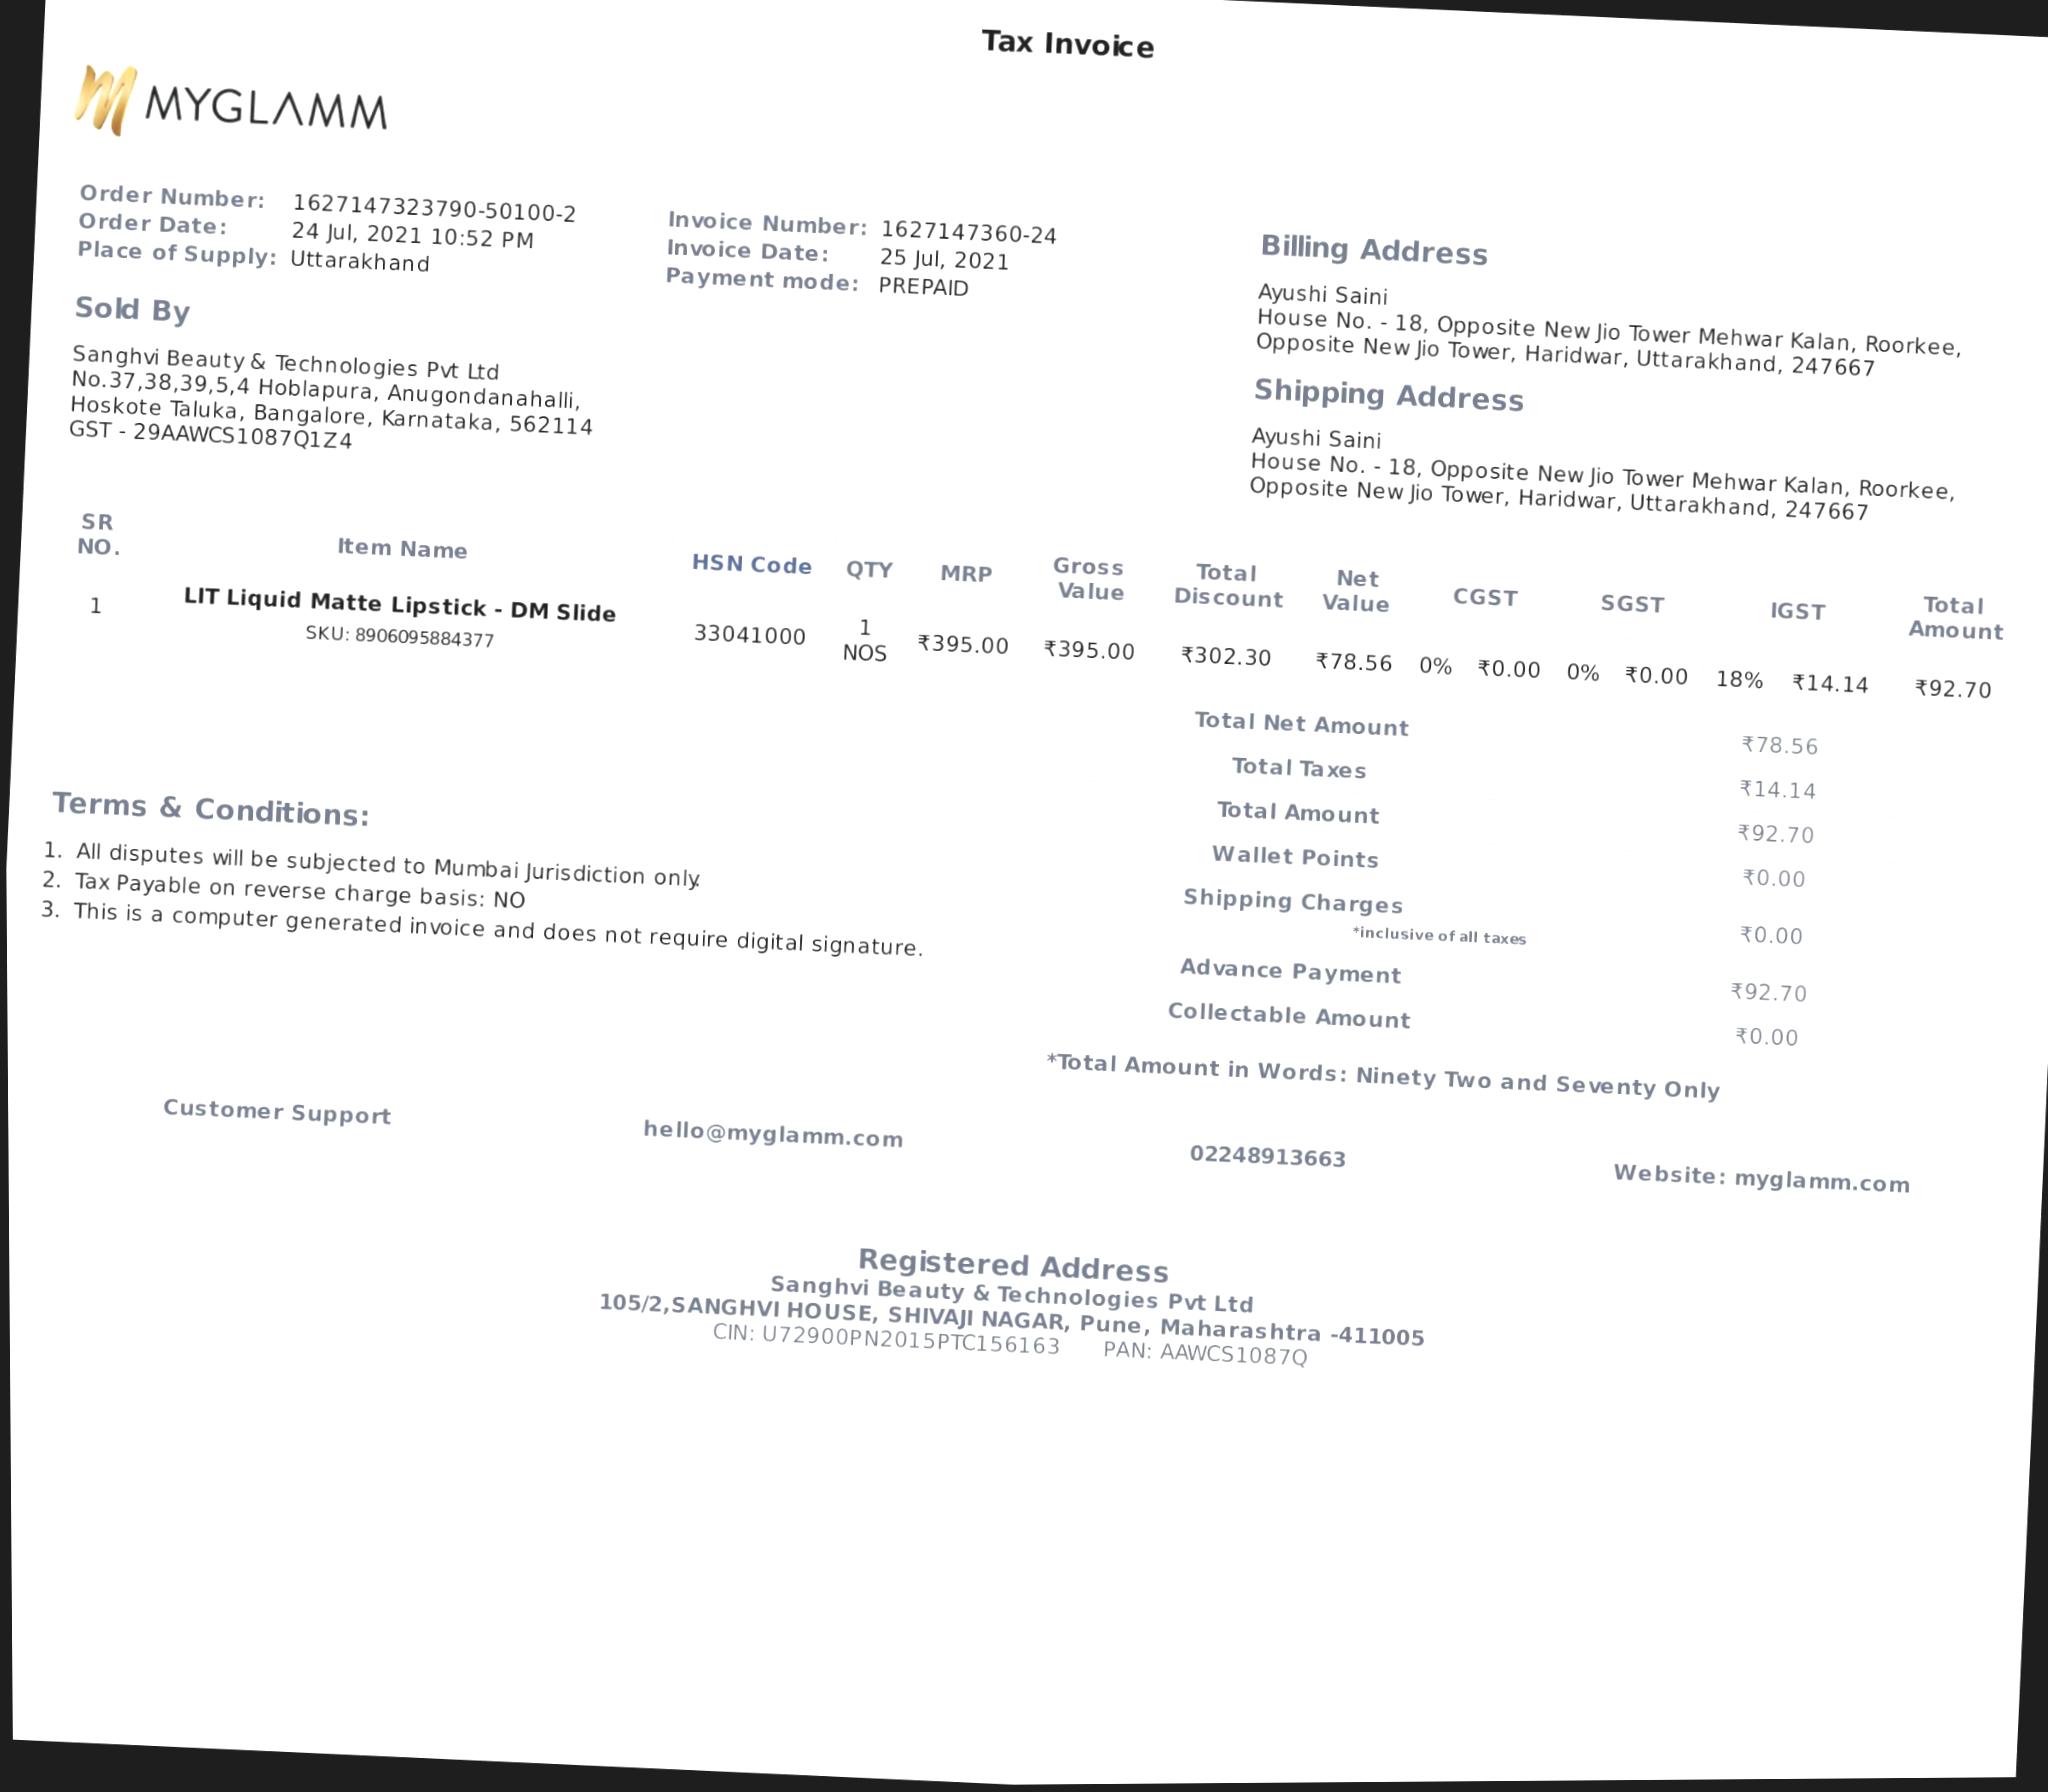 Tax Invoice
MYGLAMM
Order Number: 1627147323790-50100-2
Order Date: 24 Jul, 2021 10:52 PM
Place of Supply: Uttarakhand
Invoice Number: 1627147360-24
Invoice Date: 25 Jul, 2021
Payment mode: PREPAID
Sold By
Sanghvi Beauty & Technologies Pvt Ltd
No.37,38,39,5,4 Hoblapura, Anugondanahalli,
Hoskote Taluka, Bangalore, Karnataka, 562114
GST - 29AAWCS1087Q1Z4
Billing Address
Ayushi Saini
House No. - 18, Opposite New Jio Tower Mehwar Kalan, Roorkee,
Opposite New Jio Tower, Haridwar, Uttarakhand, 247667
Shipping Address
Ayushi Saini
House No. - 18, Opposite New Jio Tower Mehwar Kalan, Roorkee,
Opposite New Jio Tower, Haridwar, Uttarakhand, 247667
SR NO. Item Name HSN Code QTY MRP Gross Value Total Discount Net Value CGST SGST IGST Total Amount
1 LIT Liquid Matte Lipstick - DM Slide 33041000 1 NOS ₹395.00 ₹395.00 ₹302.30 ₹78.56 0% ₹0.00 0% ₹0.00 18% ₹14.14 ₹92.70
SKU: 8906095884377
Total Net Amount ₹78.56
Total Taxes ₹14.14
Total Amount ₹92.70
Wallet Points ₹0.00
Shipping Charges ₹0.00
*inclusive of all taxes
Advance Payment ₹92.70
Collectable Amount ₹0.00
*Total Amount in Words: Ninety Two and Seventy Only
Terms & Conditions:
1. All disputes will be subjected to Mumbai Jurisdiction only.
2. Tax Payable on reverse charge basis: NO
3. This is a computer generated invoice and does not require digital signature.
Customer Support hello@myglamm.com 02248913663 Website: myglamm.com
Registered Address
Sanghvi Beauty & Technologies Pvt Ltd
105/2,SANGHVI HOUSE, SHIVAJI NAGAR, Pune, Maharashtra -411005
CIN: U72900PN2015PTC156163 PAN: AAWCS1087Q